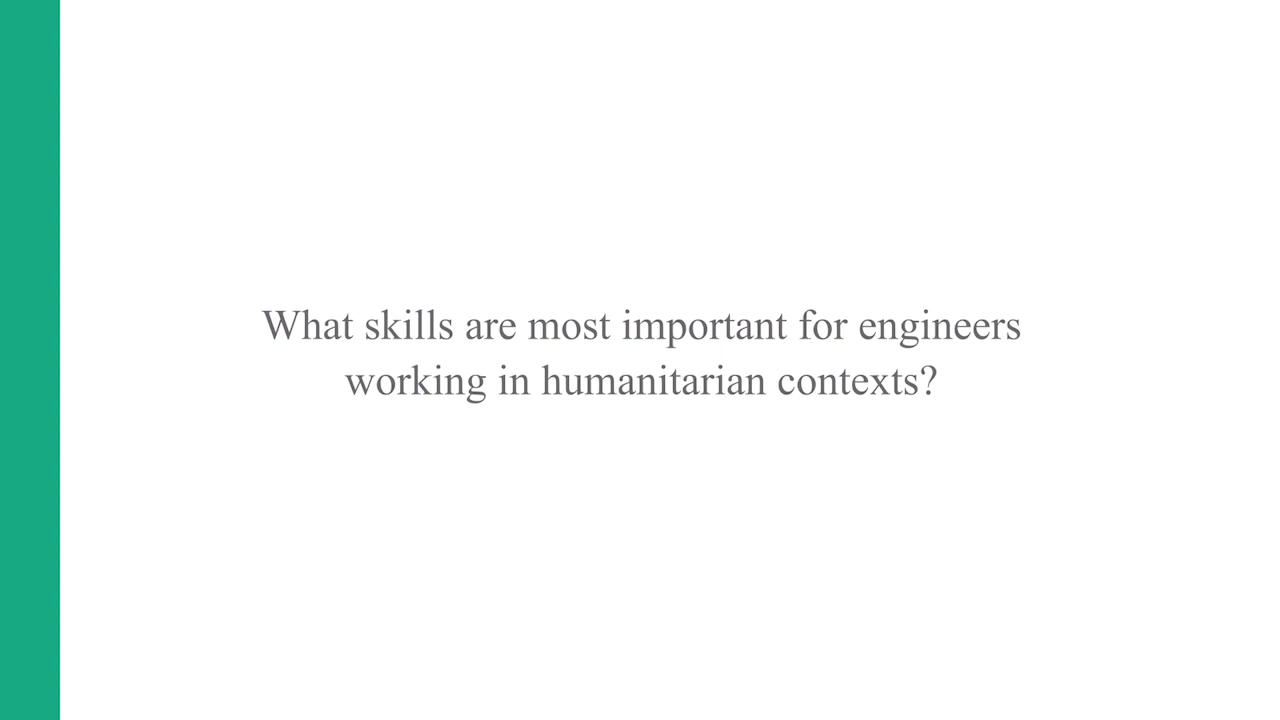 What skills are most important for engineers
working in humanitarian contexts?